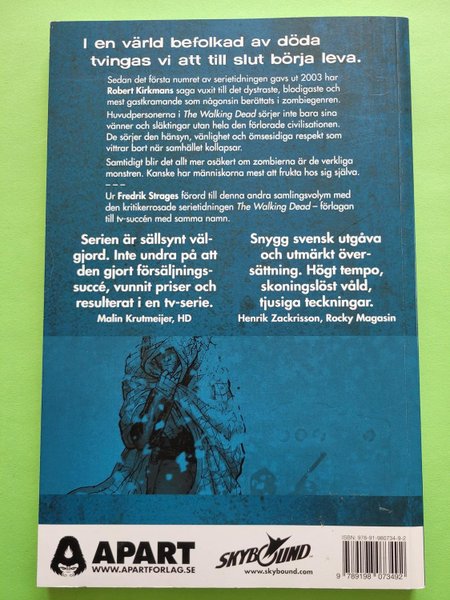 I en värld befolkad av döda
tvingas vi att till slut börja leva.
Sedan det första numret av serietidningen gavs ut 2003 har
Robert Kirkmans saga vuxit till det dystraste, blodigaste och
mest gastkramande som någonsin berättats i zombiegenren.
Huvudpersonerna i The Walking Dead sörjer inte bara sina
vänner och släktingar utan hela den förlorade civilisationen.
De sörjer den hänsyn, vänlighet och ömsesidiga respekt som
vittrar bort när samhället kollapsar.
Samtidigt blir det allt mer osäkert om zombierna är de verkliga
monstren. Kanske har människorna mest att frukta hos sig själva.
– – –
Ur Fredrik Strages förord till denna andra samlingsvolym med
den kritikerrosade serietidningen The Walking Dead – förlagan
till tv-succén med samma namn.
Serien är sällsynt väl-
gjord. Inte undra på att
den gjort försäljnings-
succé, vunnit priser och
resulterat i en tv-serie.
Malin Krutmeijer, HD
Snygg svensk utgåva
och utmärkt över-
sättning. Högt tempo,
skoningslöst våld,
tjusiga teckningar.
Henrik Zackrisson, Rocky Magasin
APART
WWW.APARTFORLAG.SE
SKYBOUND
www.skybound.com
ISBN: 978-91-980734-9-2
9 789198 073492